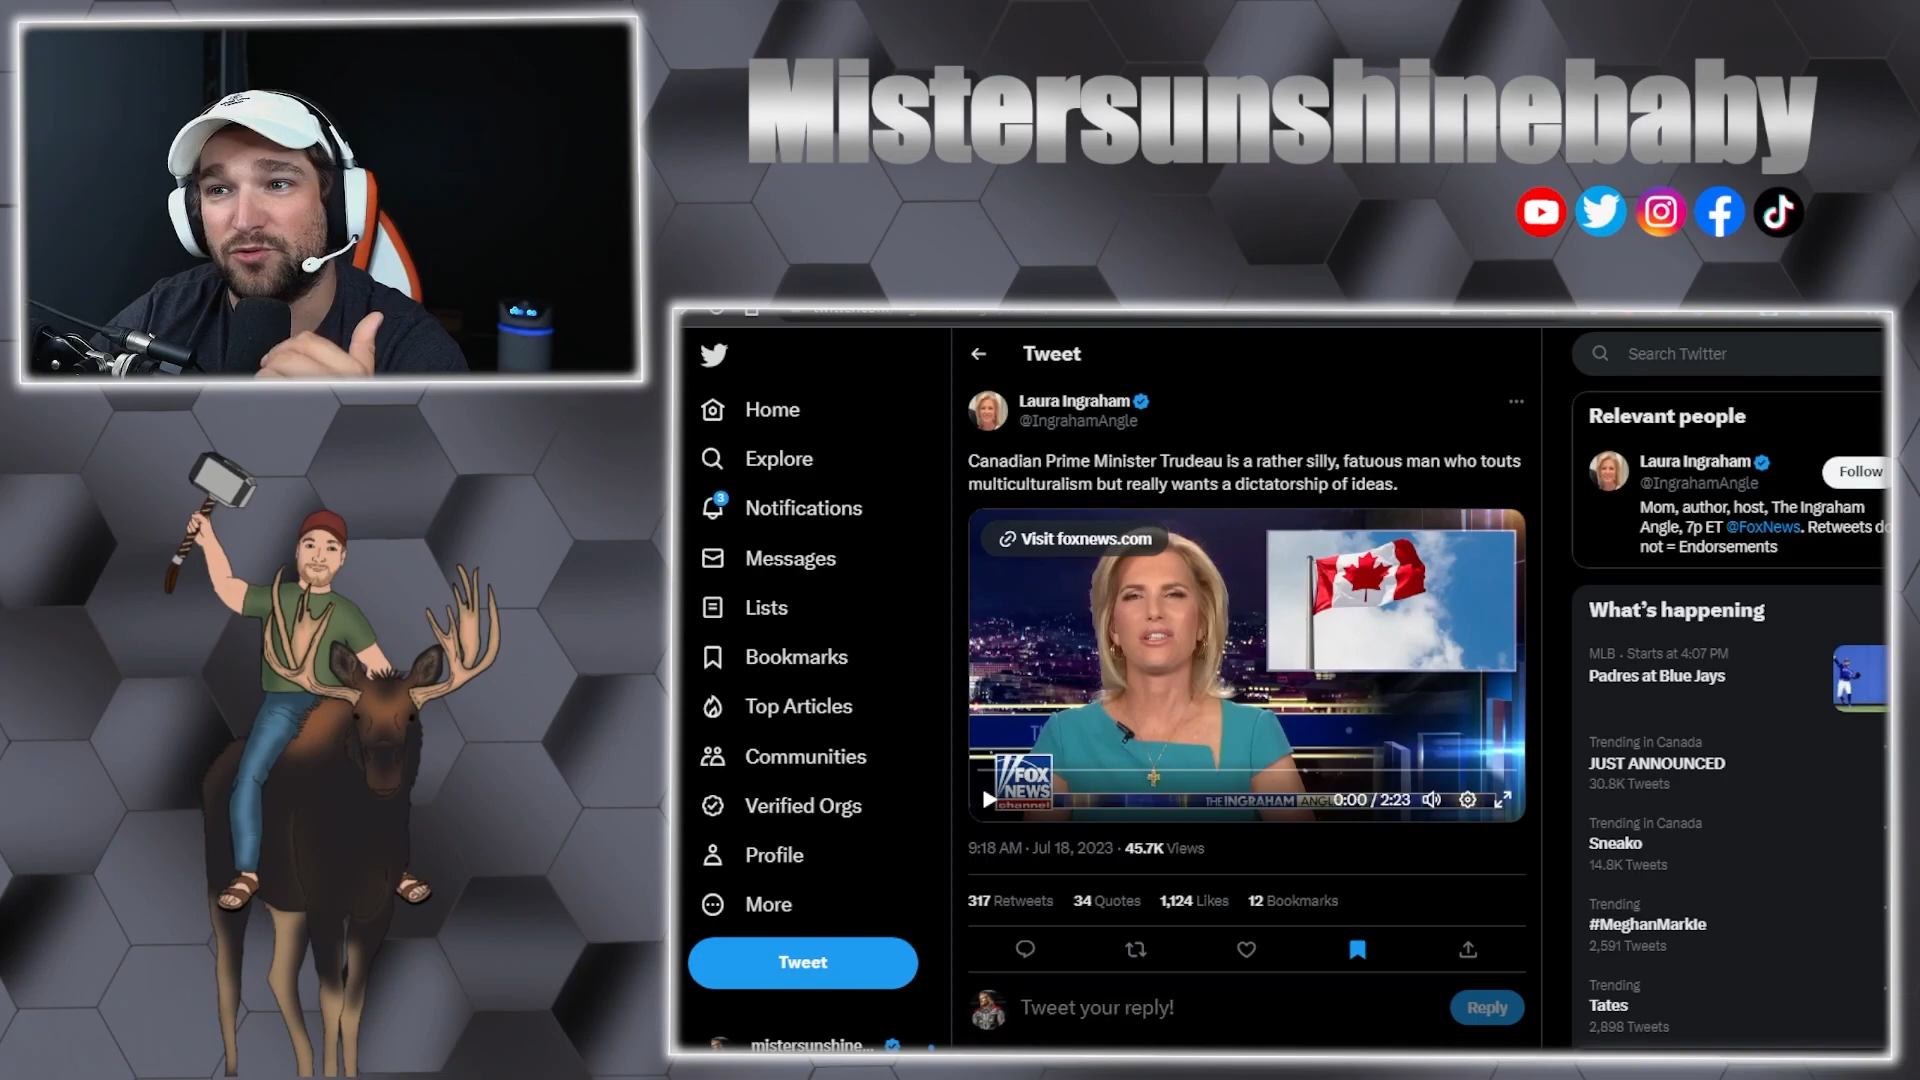 Mistersunshinebaby
Home
Explore
3
Notifications
Messages
Lists
Bookmarks
Top Articles
Communities
Verified Orgs
Profile
More
Tweet
mistersunshine...
Tweet
Laura Ingraham
@IngrahamAngle
Canadian Prime Minister Trudeau is a rather silly, fatuous man who touts
multiculturalism but really wants a dictatorship of ideas.
Visit foxnews.com
FOX
NEWS
channel
THE INGRAHAM ANGL
0:00 / 2:23
9:18 AM · Jul 18, 2023 · 45.7K Views
317 Retweets 34 Quotes 1,124 Likes 12 Bookmarks
Tweet your reply!
Reply
Search Twitter
Relevant people
Laura Ingraham
@IngrahamAngle
Follow
Mom, author, host, The Ingraham
Angle, 7p ET @FoxNews. Retweets do
not = Endorsements
What's happening
MLB · Starts at 4:07 PM
Padres at Blue Jays
Trending in Canada
JUST ANNOUNCED
30.8K Tweets
Trending in Canada
Sneako
14.8K Tweets
Trending
#MeghanMarkle
2,591 Tweets
Trending
Tates
2,898 Tweets